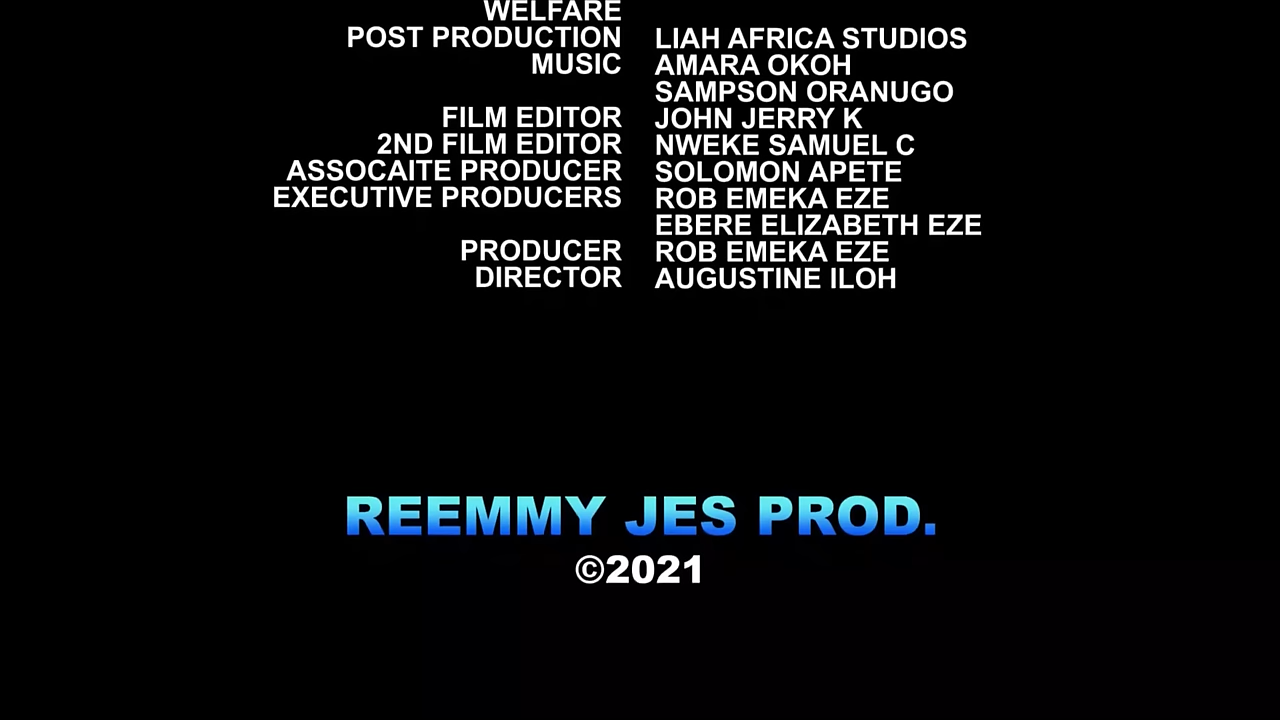 WELFARE
POST PRODUCTION LIAH AFRICA STUDIOS
MUSIC AMARA OKOH
SAMPSON ORANUGO
FILM EDITOR JOHN JERRY K
2ND FILM EDITOR NWEKE SAMUEL C
ASSOCAITE PRODUCER SOLOMON APETE
EXECUTIVE PRODUCERS ROB EMEKA EZE
EBERE ELIZABETH EZE
PRODUCER ROB EMEKA EZE
DIRECTOR AUGUSTINE ILOH
REEMMY JES PROD.
©2021